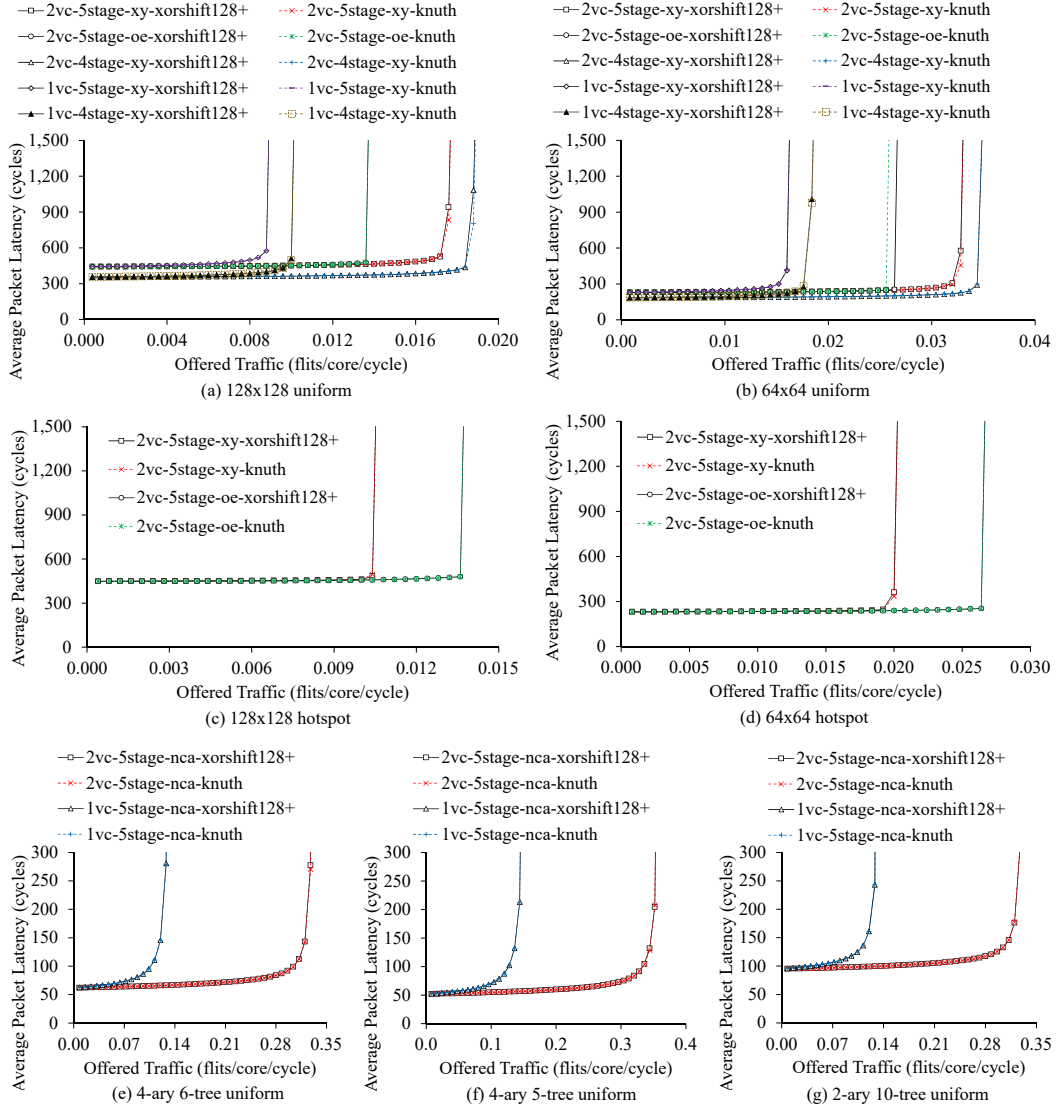 2vc-5stage-xy-xorshift128+ 2vc-5stage-xy-knuth
2vc-5stage-oe-xorshift128+ 2vc-5stage-oe-knuth
2vc-4stage-xy-xorshift128+ 2vc-4stage-xy-knuth
1vc-5stage-xy-xorshift128+ 1vc-5stage-xy-knuth
1vc-4stage-xy-xorshift128+ 1vc-4stage-xy-knuth
Average Packet Latency (cycles)
1,500
1,200
900
600
300
0
0.000 0.004 0.008 0.012 0.016 0.020
Offered Traffic (flits/core/cycle)
(a) 128x128 uniform
2vc-5stage-xy-xorshift128+ 2vc-5stage-xy-knuth
2vc-5stage-oe-xorshift128+ 2vc-5stage-oe-knuth
2vc-4stage-xy-xorshift128+ 2vc-4stage-xy-knuth
1vc-5stage-xy-xorshift128+ 1vc-5stage-xy-knuth
1vc-4stage-xy-xorshift128+ 1vc-4stage-xy-knuth
Average Packet Latency (cycles)
1,500
1,200
900
600
300
0
0.00 0.01 0.02 0.03 0.04
Offered Traffic (flits/core/cycle)
(b) 64x64 uniform
Average Packet Latency (cycles)
1,500
1,200
900
600
300
0
2vc-5stage-xy-xorshift128+
2vc-5stage-xy-knuth
2vc-5stage-oe-xorshift128+
2vc-5stage-oe-knuth
0.000 0.003 0.006 0.009 0.012 0.015
Offered Traffic (flits/core/cycle)
(c) 128x128 hotspot
Average Packet Latency (cycles)
1,500
1,200
900
600
300
0
2vc-5stage-xy-xorshift128+
2vc-5stage-xy-knuth
2vc-5stage-oe-xorshift128+
2vc-5stage-oe-knuth
0.000 0.005 0.010 0.015 0.020 0.025 0.030
Offered Traffic (flits/core/cycle)
(d) 64x64 hotspot
2vc-5stage-nca-xorshift128+
2vc-5stage-nca-knuth
1vc-5stage-nca-xorshift128+
1vc-5stage-nca-knuth
Average Packet Latency (cycles)
300
250
200
150
100
50
0
0.00 0.07 0.14 0.21 0.28 0.35
Offered Traffic (flits/core/cycle)
(e) 4-ary 6-tree uniform
2vc-5stage-nca-xorshift128+
2vc-5stage-nca-knuth
1vc-5stage-nca-xorshift128+
1vc-5stage-nca-knuth
Average Packet Latency (cycles)
300
250
200
150
100
50
0
0.0 0.1 0.2 0.3 0.4
Offered Traffic (flits/core/cycle)
(f) 4-ary 5-tree uniform
2vc-5stage-nca-xorshift128+
2vc-5stage-nca-knuth
1vc-5stage-nca-xorshift128+
1vc-5stage-nca-knuth
Average Packet Latency (cycles)
300
250
200
150
100
50
0
0.00 0.07 0.14 0.21 0.28 0.35
Offered Traffic (flits/core/cycle)
(g) 2-ary 10-tree uniform